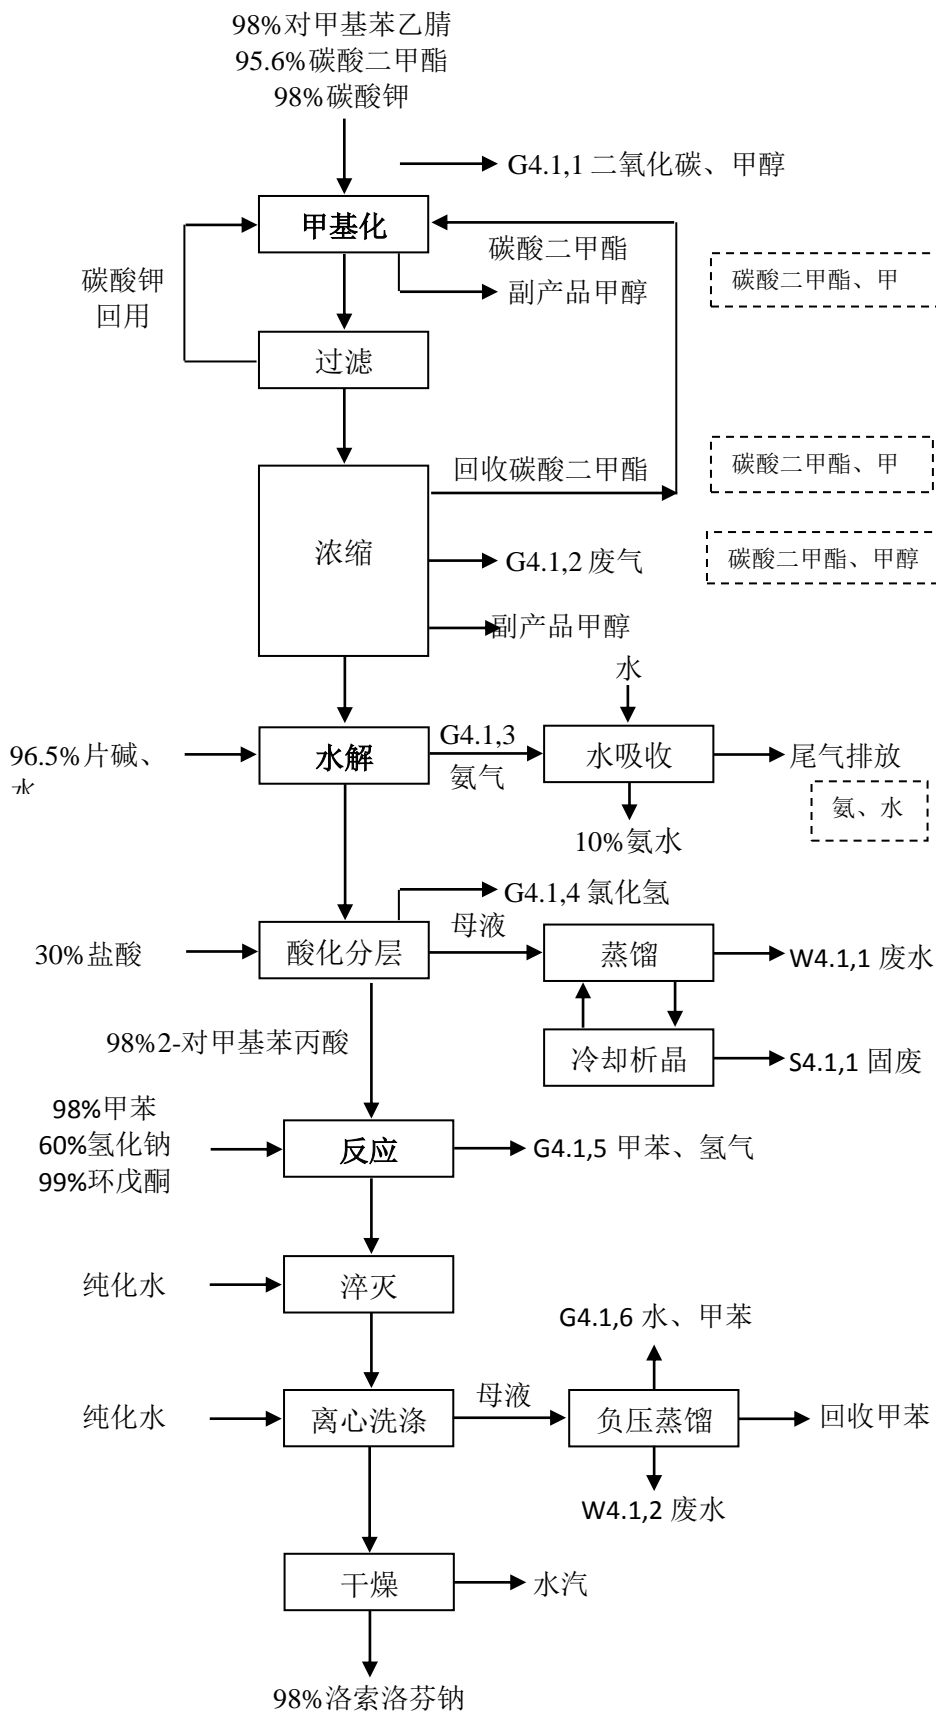 98%对甲基苯乙腈
95.6%碳酸二甲酯
98%碳酸钾
G4.1,1 二氧化碳、甲醇
甲基化
碳酸二甲酯
碳酸钾
回用
副产品甲醇
碳酸二甲酯、甲
过滤
回收碳酸二甲酯
碳酸二甲酯、甲
浓缩
G4.1,2 废气
碳酸二甲酯、甲醇
副产品甲醇
水
96.5%片碱、
水
水解
G4.1,3
氨气
水吸收
尾气排放
氨、水
10%氨水
G4.1,4 氯化氢
30%盐酸
酸化分层
母液
蒸馏
W4.1,1 废水
98%2-对甲基苯丙酸
冷却析晶
S4.1,1 固废
98%甲苯
60%氢化钠
99%环戊酮
反应
G4.1,5 甲苯、氢气
纯化水
淬灭
G4.1,6 水、甲苯
纯化水
离心洗涤
母液
负压蒸馏
回收甲苯
W4.1,2 废水
干燥
水汽
98%洛索洛芬钠